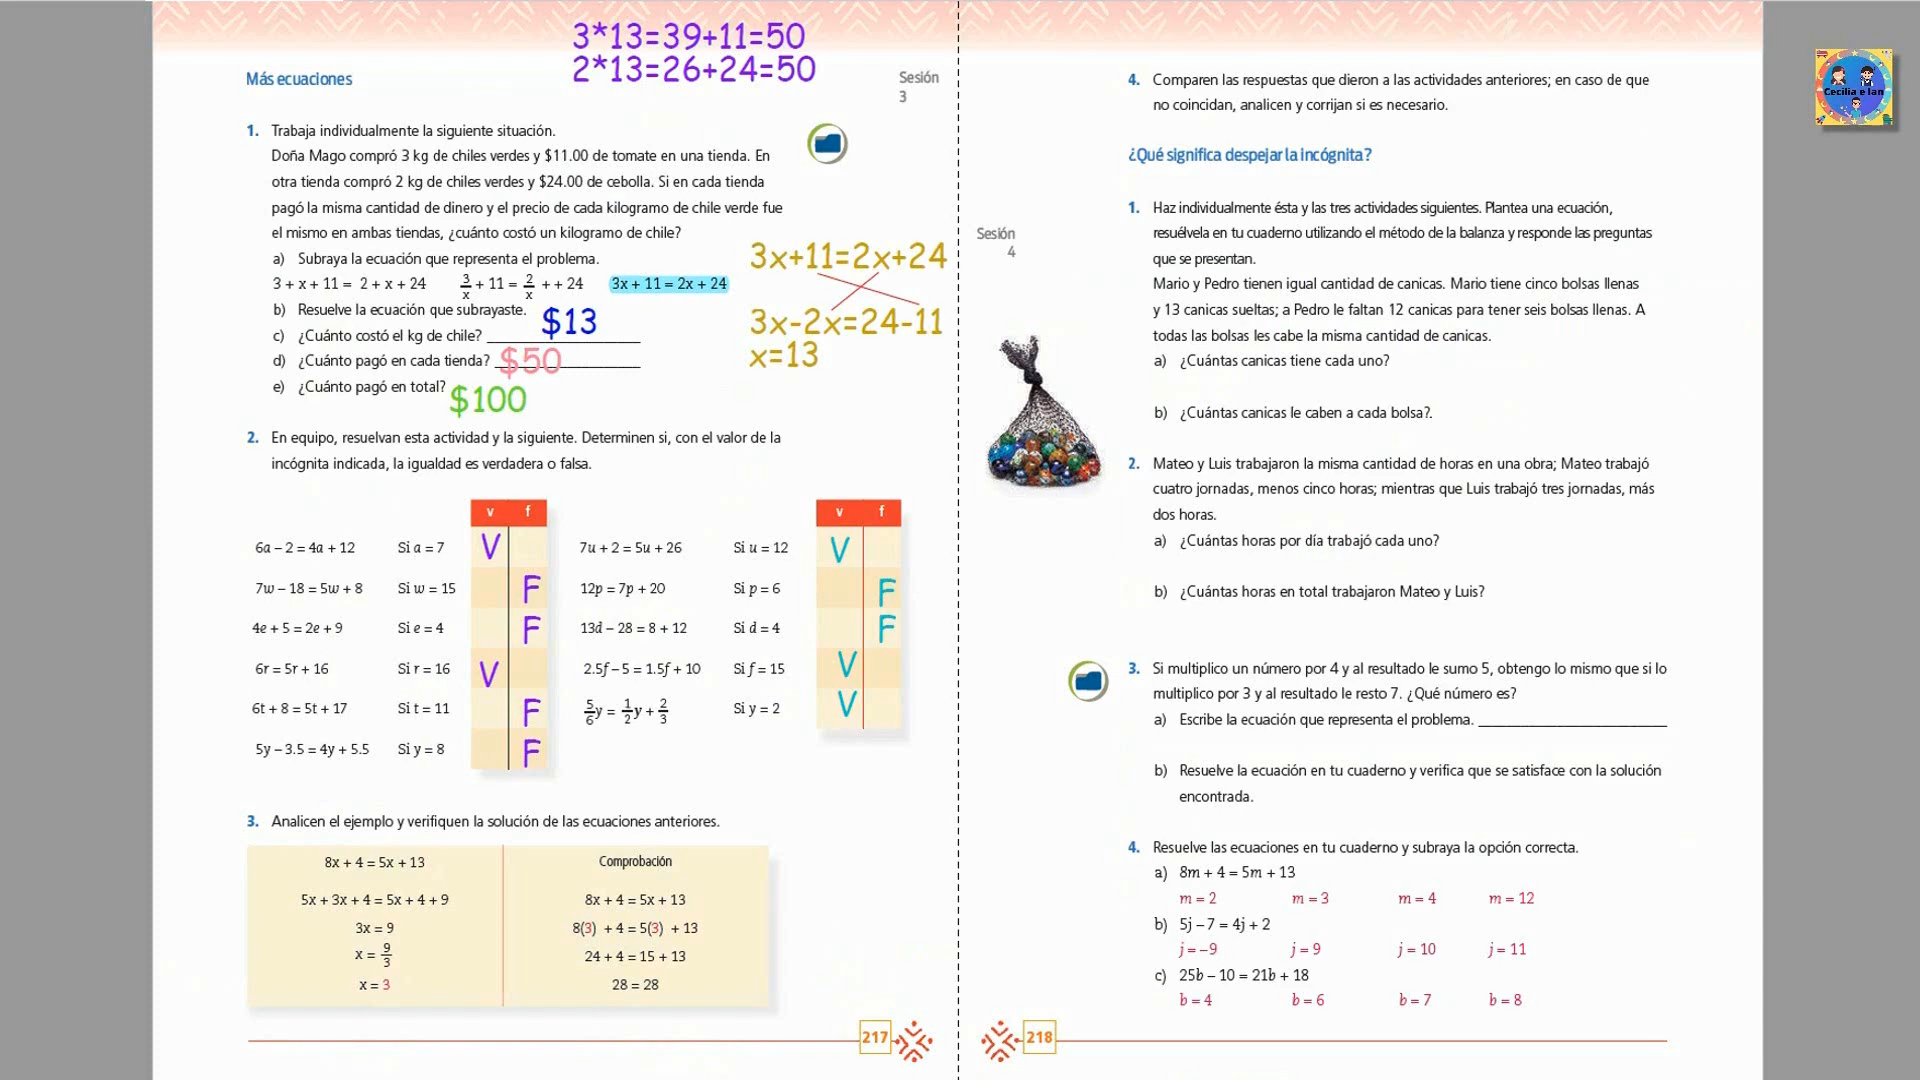 3*13=39+11=50
2*13=26+24=50
Más ecuaciones
Sesión
3
1. Trabaja individualmente la siguiente situación.
Doña Mago compró 3 kg de chiles verdes y $11.00 de tomate en una tienda. En
otra tienda compró 2 kg de chiles verdes y $24.00 de cebolla. Si en cada tienda
pagó la misma cantidad de dinero y el precio de cada kilogramo de chile verde fue
el mismo en ambas tiendas, ¿cuánto costó un kilogramo de chile?
a) Subraya la ecuación que representa el problema.
3 + x + 11 = 2 + x + 24 3/x + 11 = 2/x + + 24 3x + 11 = 2x + 24
b) Resuelve la ecuación que subrayaste.
c) ¿Cuánto costó el kg de chile? $13
d) ¿Cuánto pagó en cada tienda? $50
e) ¿Cuánto pagó en total? $100
3x+11=2x+24
3x-2x=24-11
x=13
2. En equipo, resuelvan esta actividad y la siguiente. Determinen si, con el valor de la
incógnita indicada, la igualdad es verdadera o falsa.
v f
6a – 2 = 4a + 12 Si a = 7 V
7w – 18 = 5w + 8 Si w = 15 F
4e + 5 = 2e + 9 Si e = 4 F
6r = 5r + 16 Si r = 16 V
6t + 8 = 5t + 17 Si t = 11 F
5y – 3.5 = 4y + 5.5 Si y = 8 F
v f
7u + 2 = 5u + 26 Si u = 12 V
12p = 7p + 20 Si p = 6 F
13d – 28 = 8 + 12 Si d = 4 F
2.5f – 5 = 1.5f + 10 Si f = 15 V
5/6y = 1/2y + 2/3 Si y = 2 V
3. Analicen el ejemplo y verifiquen la solución de las ecuaciones anteriores.
8x + 4 = 5x + 13
5x + 3x + 4 = 5x + 4 + 9
3x = 9
x = 9/3
x = 3
Comprobación
8x + 4 = 5x + 13
8(3) + 4 = 5(3) + 13
24 + 4 = 15 + 13
28 = 28
217
4. Comparen las respuestas que dieron a las actividades anteriores; en caso de que
no coincidan, analicen y corrijan si es necesario.
¿Qué significa despejar la incógnita?
Sesión
4
1. Haz individualmente ésta y las tres actividades siguientes. Plantea una ecuación,
resuélvela en tu cuaderno utilizando el método de la balanza y responde las preguntas
que se presentan.
Mario y Pedro tienen igual cantidad de canicas. Mario tiene cinco bolsas llenas
y 13 canicas sueltas; a Pedro le faltan 12 canicas para tener seis bolsas llenas. A
todas las bolsas les cabe la misma cantidad de canicas.
a) ¿Cuántas canicas tiene cada uno?
b) ¿Cuántas canicas le caben a cada bolsa?.
2. Mateo y Luis trabajaron la misma cantidad de horas en una obra; Mateo trabajó
cuatro jornadas, menos cinco horas; mientras que Luis trabajó tres jornadas, más
dos horas.
a) ¿Cuántas horas por día trabajó cada uno?
b) ¿Cuántas horas en total trabajaron Mateo y Luis?
3. Si multiplico un número por 4 y al resultado le sumo 5, obtengo lo mismo que si lo
multiplico por 3 y al resultado le resto 7. ¿Qué número es?
a) Escribe la ecuación que representa el problema.
b) Resuelve la ecuación en tu cuaderno y verifica que se satisface con la solución
encontrada.
4. Resuelve las ecuaciones en tu cuaderno y subraya la opción correcta.
a) 8m + 4 = 5m + 13
m = 2 m = 3 m = 4 m = 12
b) 5j – 7 = 4j + 2
j = –9 j = 9 j = 10 j = 11
c) 25b – 10 = 21b + 18
b = 4 b = 6 b = 7 b = 8
218
Cecilia e Ian